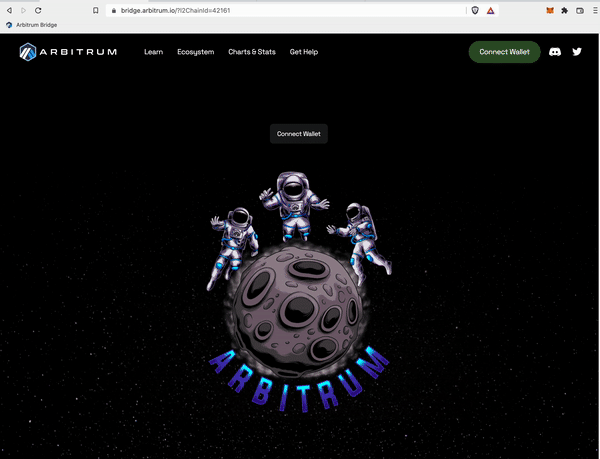 bridge.arbitrum.io/?l2ChainId=42161
Arbitrum Bridge
ARBITRUM
Learn
Ecosystem
Charts & Stats
Get Help
Connect Wallet
Connect Wallet
ARBITRUM